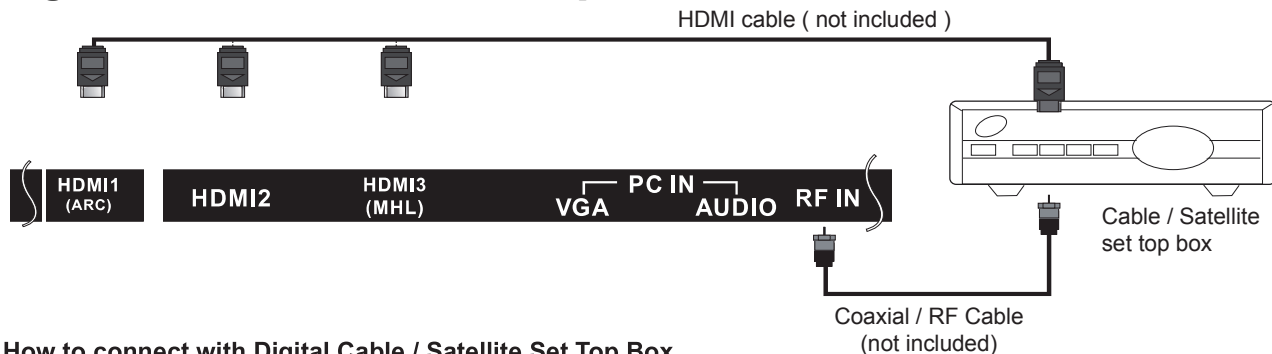 HDMI cable ( not included )
HDMI1
(ARC)
HDMI2
HDMI3
(MHL)
PC IN
VGA
AUDIO
RF IN
Cable / Satellite
set top box
Coaxial / RF Cable
(not included)
How to connect with Digital Cable / Satellite Set Top Box